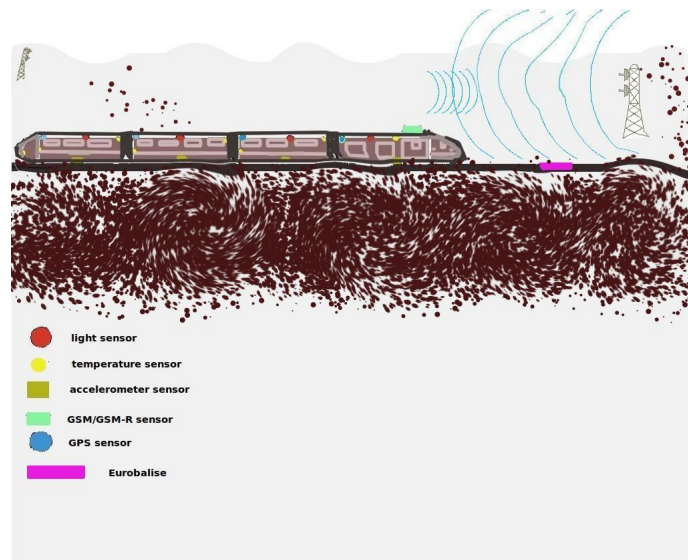 light sensor
temperature sensor
accelerometer sensor
GSM/GSM-R sensor
GPS sensor
Eurobalise